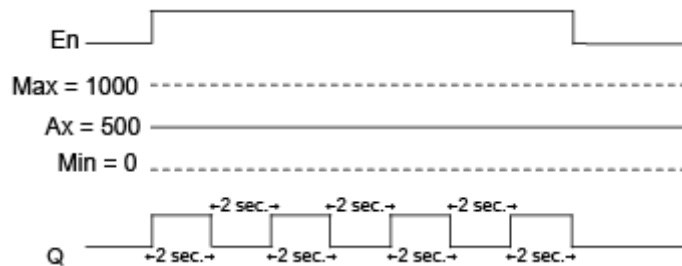 En
Max = 1000
Ax = 500
Min = 0
←2 sec.→ ←2 sec.→ ←2 sec.→
Q
←2 sec.→ ←2 sec.→ ←2 sec.→ ←2 sec.→